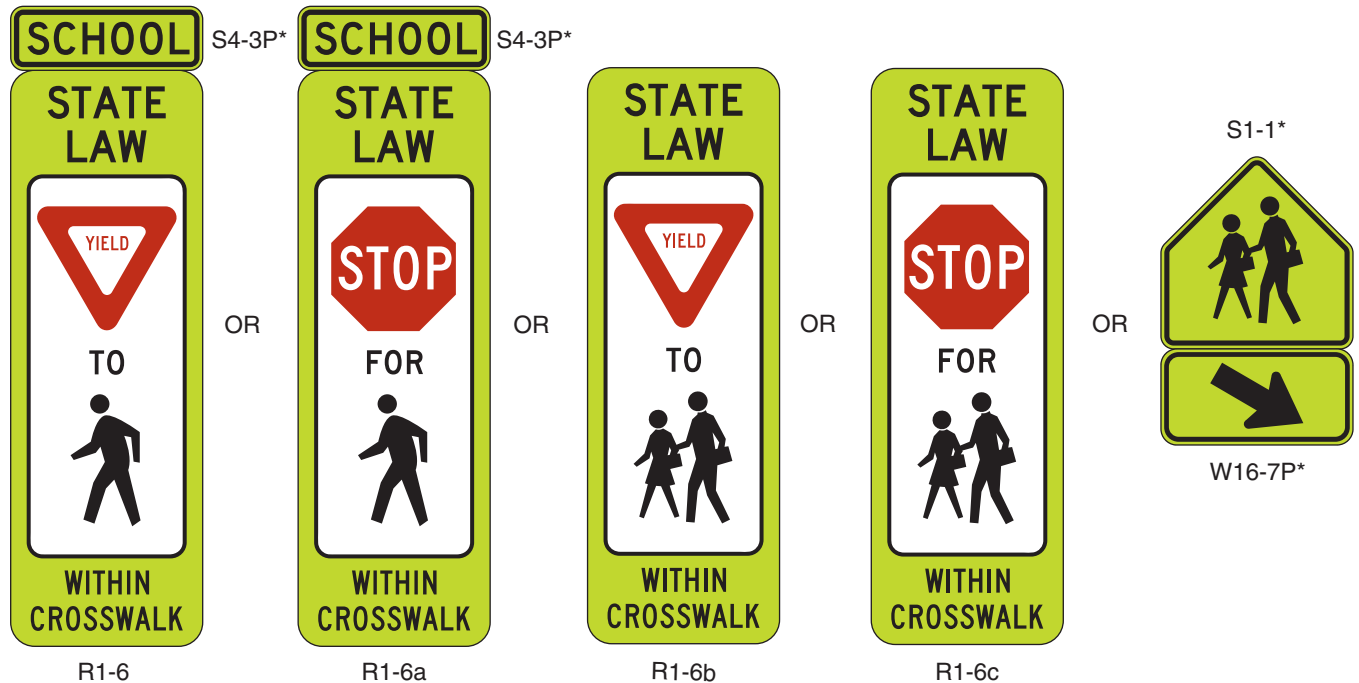 SCHOOL
S4-3P*
STATE
LAW
YIELD
TO
WITHIN
CROSSWALK
R1-6
OR
SCHOOL
S4-3P*
STATE
LAW
STOP
FOR
WITHIN
CROSSWALK
R1-6a
OR
STATE
LAW
YIELD
TO
WITHIN
CROSSWALK
R1-6b
OR
STATE
LAW
STOP
FOR
WITHIN
CROSSWALK
R1-6c
OR
S1-1*
W16-7P*